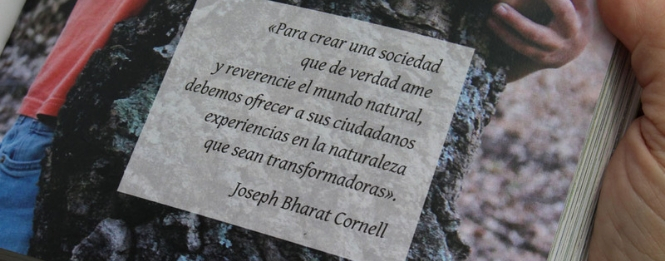 «Para crear una sociedad
que de verdad ame
y reverencie el mundo natural,
debemos ofrecer a sus ciudadanos
experiencias en la naturaleza
que sean transformadoras».
Joseph Bharat Cornell